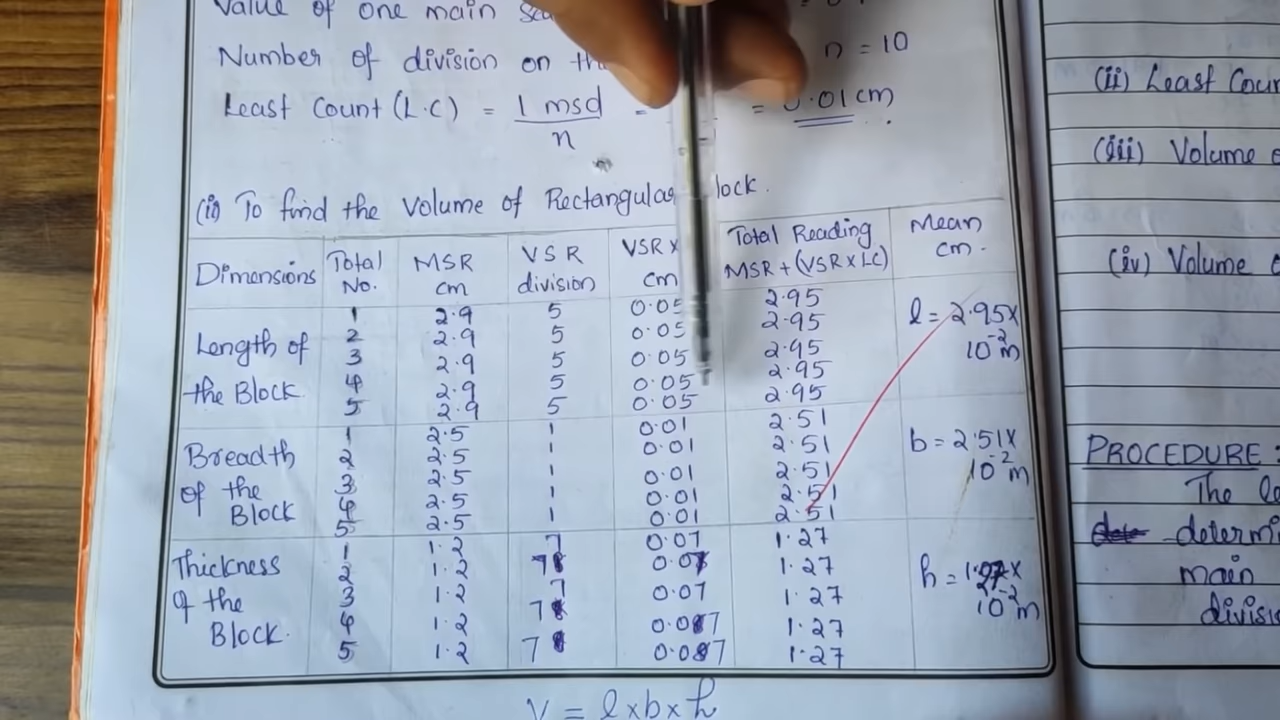 Value of one main
Number of division on n = 10
Least Count (L.C) = 1 msd / n = = 0.01 cm
(ii) To find the Volume of Rectangular lock.
Dimensions Total No. MSR cm VSR division VSR x cm Total Reading MSR + (VSR x LC) Mean cm.
Length of the Block 1 2.9 5 0.05 2.95 l = 2.95 x 10⁻² m
2 2.9 5 0.05 2.95
3 2.9 5 0.05 2.95
4 2.9 5 0.05 2.95
5 2.9 5 0.05 2.95
Breadth of the Block 1 2.5 1 0.01 2.51 b = 2.51 x 10⁻² m
2 2.5 1 0.01 2.51
3 2.5 1 0.01 2.51
4 2.5 1 0.01 2.51
5 2.5 1 0.01 2.51
Thickness of the Block. 1 1.2 7 0.07 1.27 h = x 10⁻² m
2 1.2 7 0.07 1.27
3 1.2 7 0.07 1.27
4 1.2 7 0.07 1.27
5 1.2 7 0.07 1.27
V = l x b x h
(ii) Least
(iii) Volume
(iv) Volume
PROCEDURE :
The
determ
main
divisi